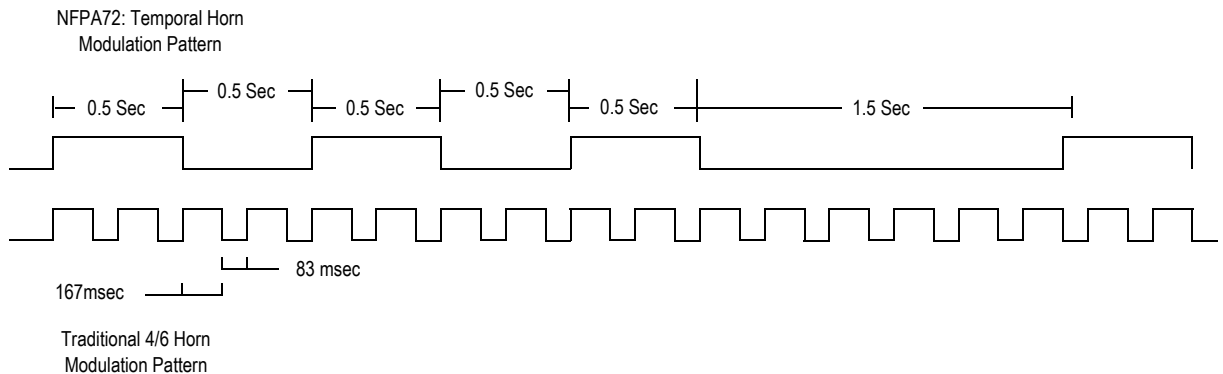 NFPA72: Temporal Horn
Modulation Pattern
0.5 Sec
0.5 Sec
0.5 Sec
0.5 Sec
0.5 Sec
1.5 Sec
83 msec
167msec
Traditional 4/6 Horn
Modulation Pattern